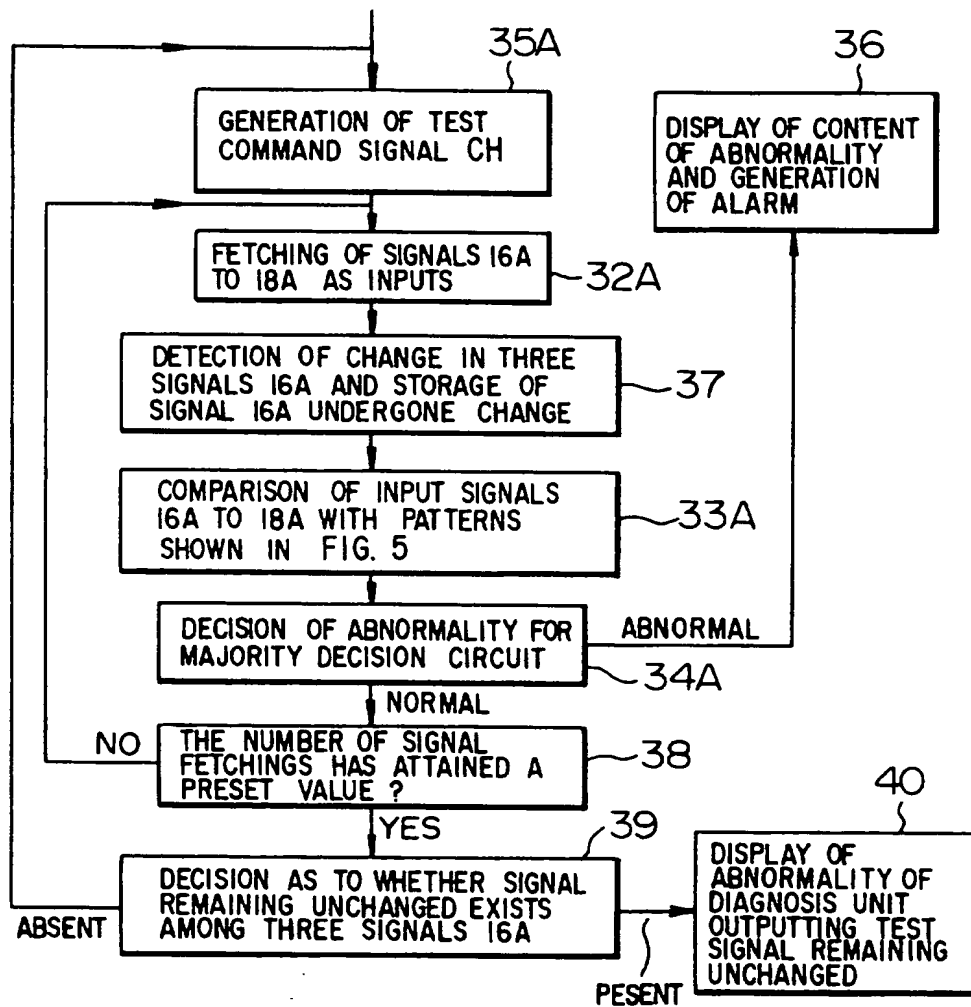 35A
GENERATION OF TEST
COMMAND SIGNAL CH
36
DISPLAY OF CONTENT
OF ABNORMALITY
AND GENERATION
OF ALARM
FETCHING OF SIGNALS 16A
TO 18A AS INPUTS
32A
DETECTION OF CHANGE IN THREE
SIGNALS 16A AND STORAGE OF
SIGNAL 16A UNDERGONE CHANGE
37
COMPARISON OF INPUT SIGNALS
16A TO 18A WITH PATTERNS
SHOWN IN FIG. 5
33A
DECISION OF ABNORMALITY FOR
MAJORITY DECISION CIRCUIT
ABNORMAL
34A
NORMAL
NO
THE NUMBER OF SIGNAL
FETCHINGS HAS ATTAINED A
PRESET VALUE ?
38
YES
39
DECISION AS TO WHETHER SIGNAL
REMAINING UNCHANGED EXISTS
AMONG THREE SIGNALS 16A
ABSENT
PESENT
40
DISPLAY OF
ABNORMALITY OF
DIAGNOSIS UNIT
OUTPUTTING TEST
SIGNAL REMAINING
UNCHANGED